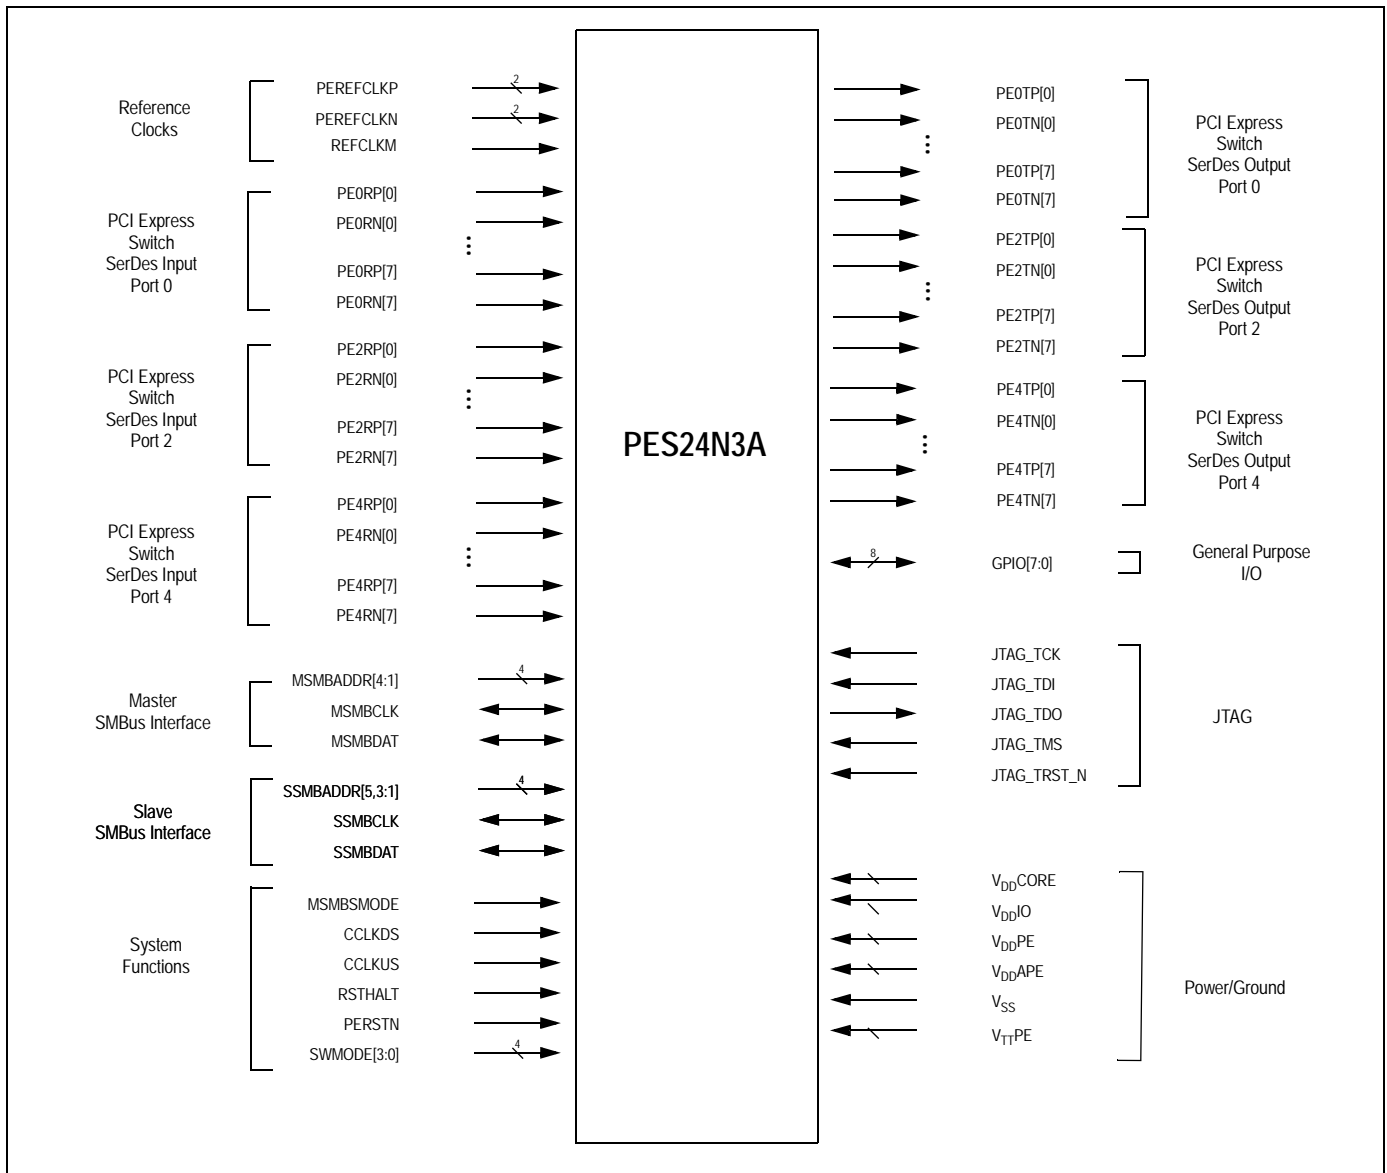 Reference
Clocks
PEREFCLKP
2
PEREFCLKN
2
REFCLKM
PCI Express
Switch
SerDes Input
Port 0
PE0RP[0]
PE0RN[0]
PE0RP[7]
PE0RN[7]
PCI Express
Switch
SerDes Input
Port 2
PE2RP[0]
PE2RN[0]
PE2RP[7]
PE2RN[7]
PCI Express
Switch
SerDes Input
Port 4
PE4RP[0]
PE4RN[0]
PE4RP[7]
PE4RN[7]
Master
SMBus Interface
MSMBADDR[4:1]
4
MSMBCLK
MSMBDAT
Slave
SMBus Interface
SSMBADDR[5,3:1]
4
SSMBCLK
SSMBDAT
System
Functions
MSMBSMODE
CCLKDS
CCLKUS
RSTHALT
PERSTN
SWMODE[3:0]
4
PES24N3A
PE0TP[0]
PE0TN[0]
PE0TP[7]
PE0TN[7]
PCI Express
Switch
SerDes Output
Port 0
PE2TP[0]
PE2TN[0]
PE2TP[7]
PE2TN[7]
PCI Express
Switch
SerDes Output
Port 2
PE4TP[0]
PE4TN[0]
PE4TP[7]
PE4TN[7]
PCI Express
Switch
SerDes Output
Port 4
8
GPIO[7:0]
General Purpose
I/O
JTAG_TCK
JTAG_TDI
JTAG_TDO
JTAG_TMS
JTAG_TRST_N
JTAG
VDDCORE
VDDIO
VDDPE
VDDAPE
VSS
VTTPE
Power/Ground